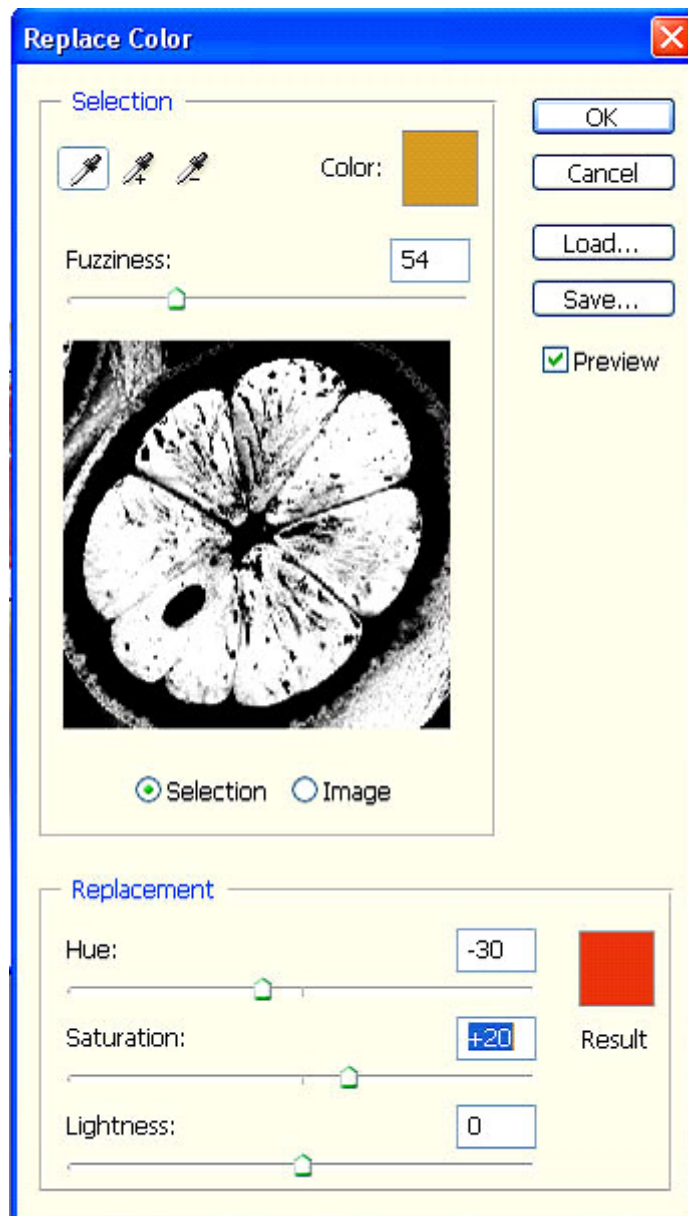 Replace Color
Selection
OK
Color:
Cancel
Fuzziness:
54
Load...
Save...
Preview
Selection
Image
Replacement
Hue:
-30
Saturation:
+20
Result
Lightness:
0